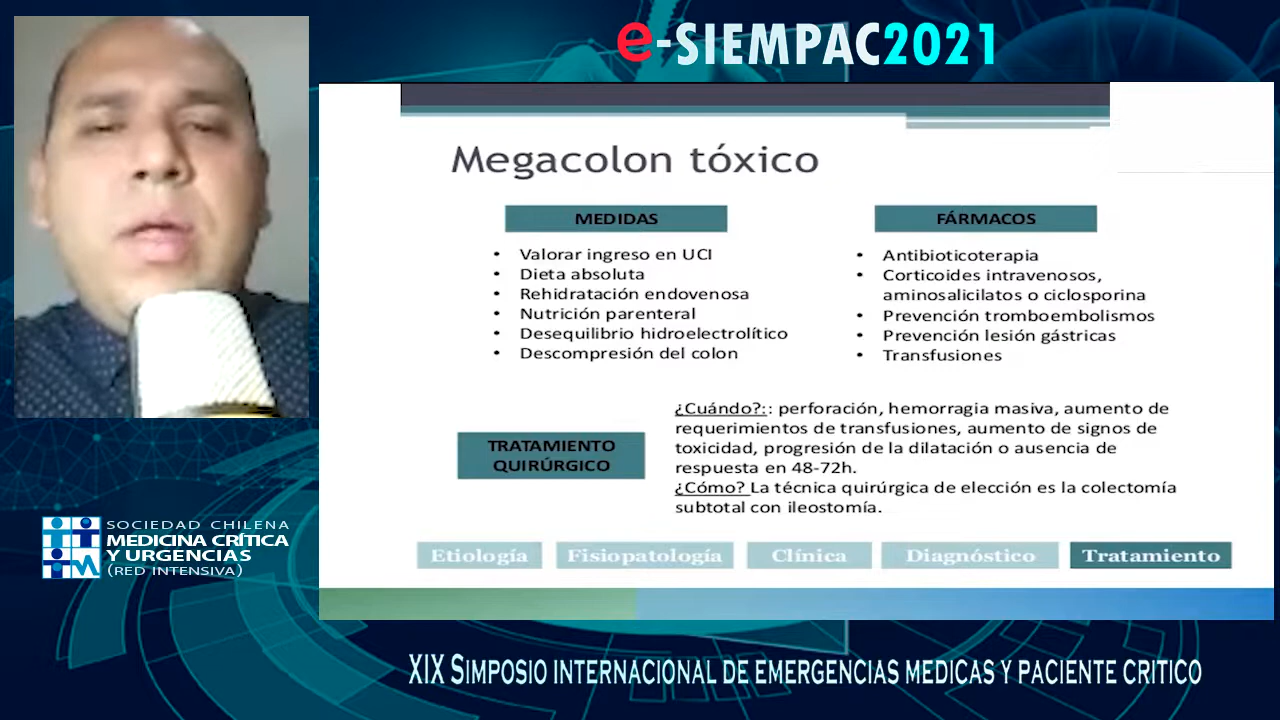 e-SIEMPAC2021
Megacolon tóxico
MEDIDAS
• Valorar ingreso en UCI
• Dieta absoluta
• Rehidratación endovenosa
• Nutrición parenteral
• Desequilibrio hidroelectrolítico
• Descompresión del colon
FÁRMACOS
• Antibioticoterapia
• Corticoides intravenosos,
aminosalicilatos o ciclosporina
• Prevención tromboembolismos
• Prevención lesión gástricas
• Transfusiones
TRATAMIENTO
QUIRÚRGICO
¿Cuándo?:: perforación, hemorragia masiva, aumento de
requerimientos de transfusiones, aumento de signos de
toxicidad, progresión de la dilatación o ausencia de
respuesta en 48-72h.
¿Cómo? La técnica quirúrgica de elección es la colectomía
subtotal con ileostomía.
Etiología Fisiopatología Clínica Diagnóstico Tratamiento
SOCIEDAD CHILENA
MEDICINA CRÍTICA
Y URGENCIAS
(RED INTENSIVA)
XIX SIMPOSIO INTERNACIONAL DE EMERGENCIAS MEDICAS Y PACIENTE CRITICO